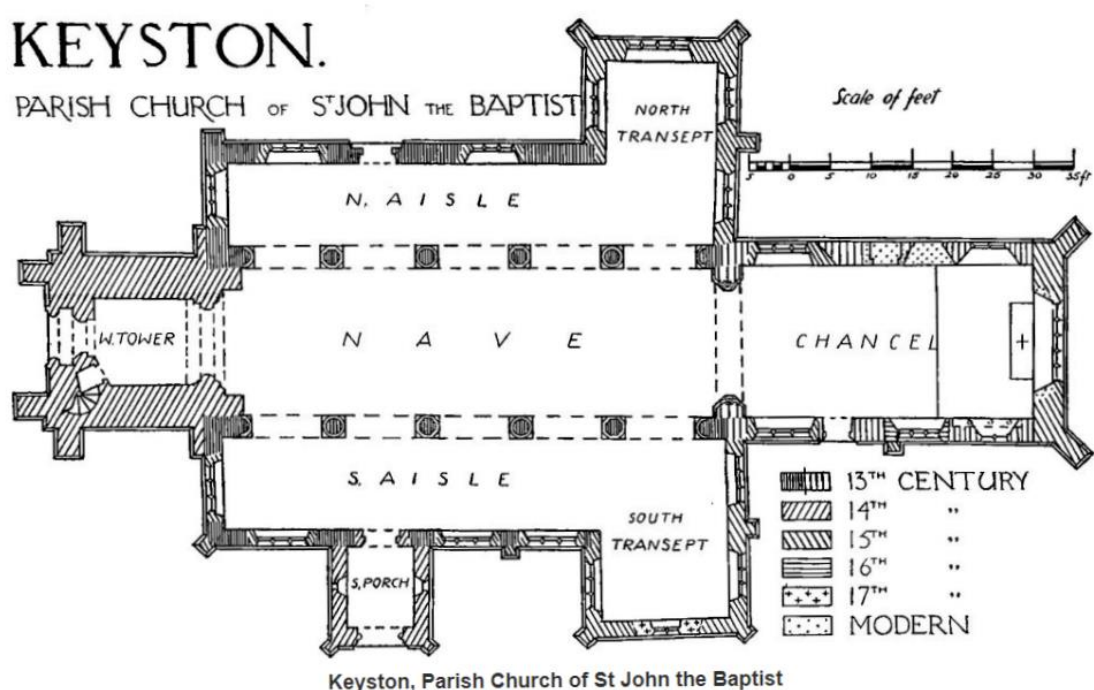 KEYSTON.
PARISH CHURCH OF ST JOHN THE BAPTIST
NORTH
TRANSEPT
Scale of feet
5 0 5 10 15 20 25 30 35ft
N. AISLE
W. TOWER
NAVE
CHANCEL
S. AISLE
SOUTH
TRANSEPT
S. PORCH
13TH CENTURY
14TH "
15TH "
16TH "
17TH "
MODERN
Keyston, Parish Church of St John the Baptist